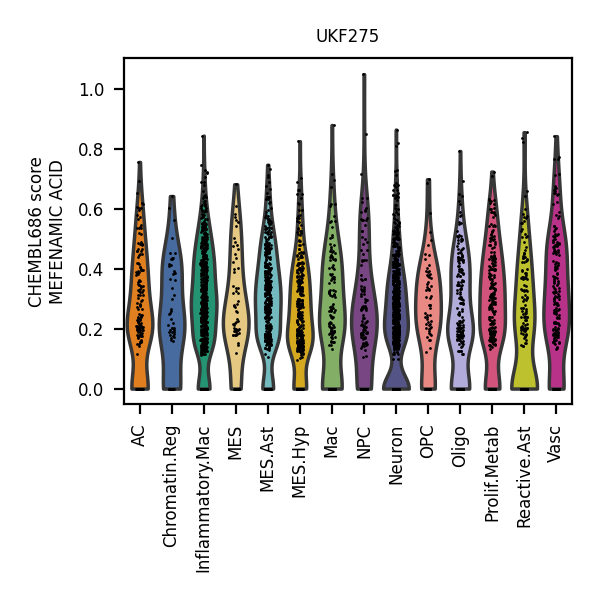 UKF275
CHEMBL686 score
MEFENAMIC ACID
1.0
0.8
0.6
0.4
0.2
0.0
AC
Chromatin.Reg
Inflammatory.Mac
MES
MES.Ast
MES.Hyp
Mac
NPC
Neuron
OPC
Oligo
Prolif.Metab
Reactive.Ast
Vasc